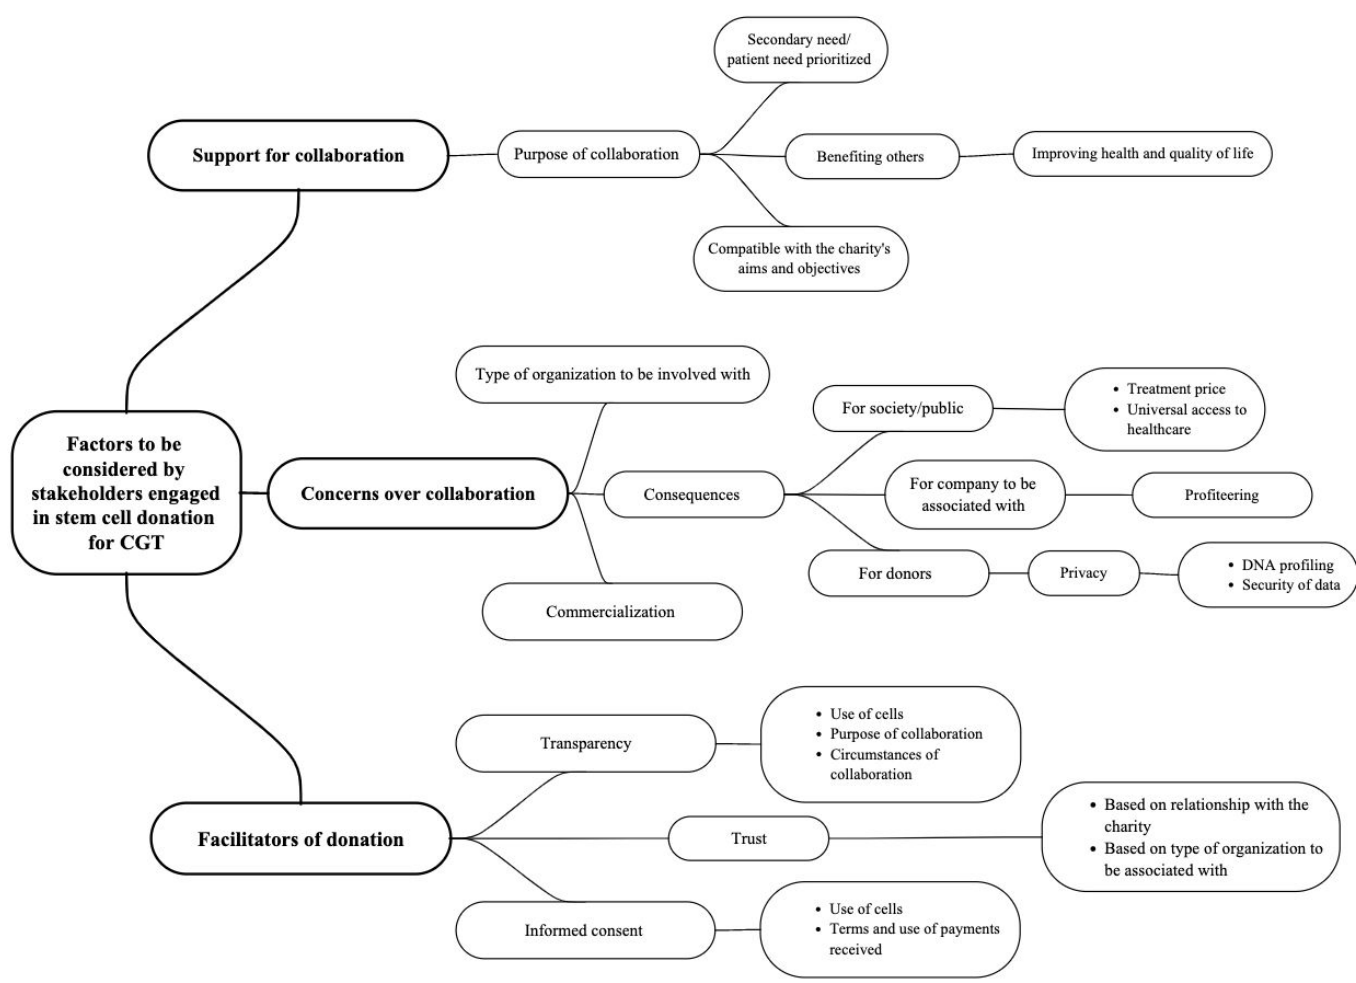 Secondary need/
patient need prioritized
Support for collaboration
Purpose of collaboration
Benefiting others
Improving health and quality of life
Compatible with the charity's
aims and objectives
Factors to be
considered by
stakeholders engaged
in stem cell donation
for CGT
Concerns over collaboration
Type of organization to be involved with
Consequences
For society/public
• Treatment price
• Universal access to
healthcare
For company to be
associated with
Profiteering
For donors
Privacy
• DNA profiling
• Security of data
Commercialization
Facilitators of donation
Transparency
• Use of cells
• Purpose of collaboration
• Circumstances of
collaboration
Trust
• Based on relationship with the
charity
• Based on type of organization to
be associated with
Informed consent
• Use of cells
• Terms and use of payments
received